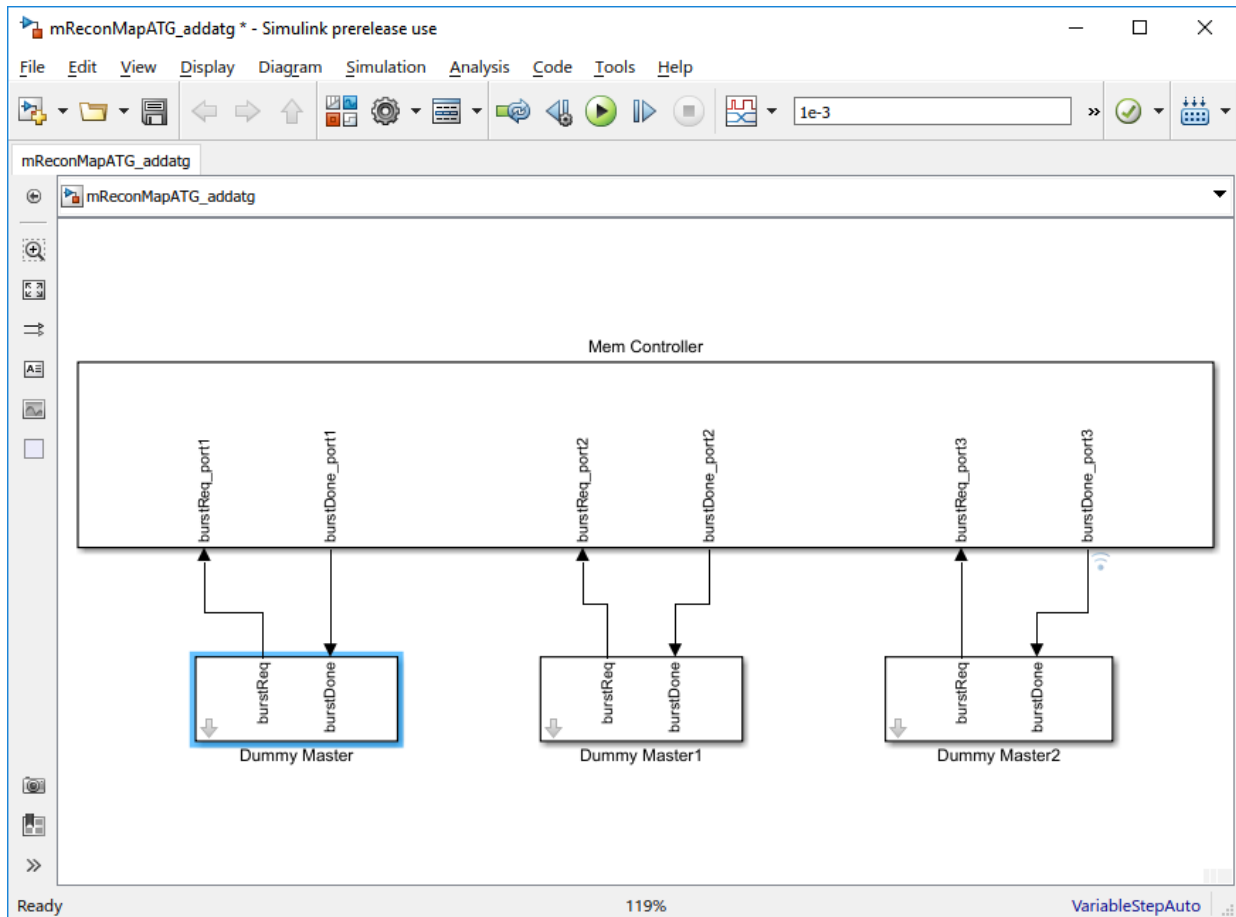 mReconMapATG_addatg * - Simulink prerelease use
File Edit View Display Diagram Simulation Analysis Code Tools Help
1e-3
mReconMapATG_addatg
mReconMapATG_addatg
Mem Controller
burstReq_port1
burstDone_port1
burstReq_port2
burstDone_port2
burstReq_port3
burstDone_port3
burstReq
burstDone
burstReq
burstDone
burstReq
burstDone
Dummy Master
Dummy Master1
Dummy Master2
Ready 119% VariableStepAuto